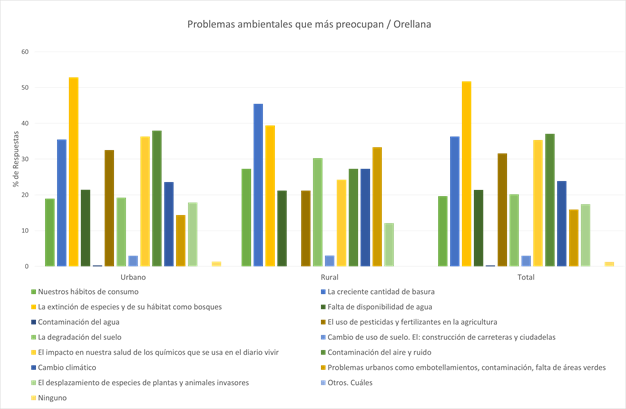 Problemas ambientales que más preocupan / Orellana
60
50
40
30
20
10
0
% de Respuestas
Urbano Rural Total
Nuestros hábitos de consumo La creciente cantidad de basura
La extinción de especies y de su hábitat como bosques Falta de disponibilidad de agua
Contaminación del agua El uso de pesticidas y fertilizantes en la agricultura
La degradación del suelo Cambio de uso de suelo. El: construcción de carreteras y ciudadelas
El impacto en nuestra salud de los químicos que se usa en el diario vivir Contaminación del aire y ruido
Cambio climático Problemas urbanos como embotellamientos, contaminación, falta de áreas verdes
El desplazamiento de especies de plantas y animales invasores Otros. Cuáles
Ninguno